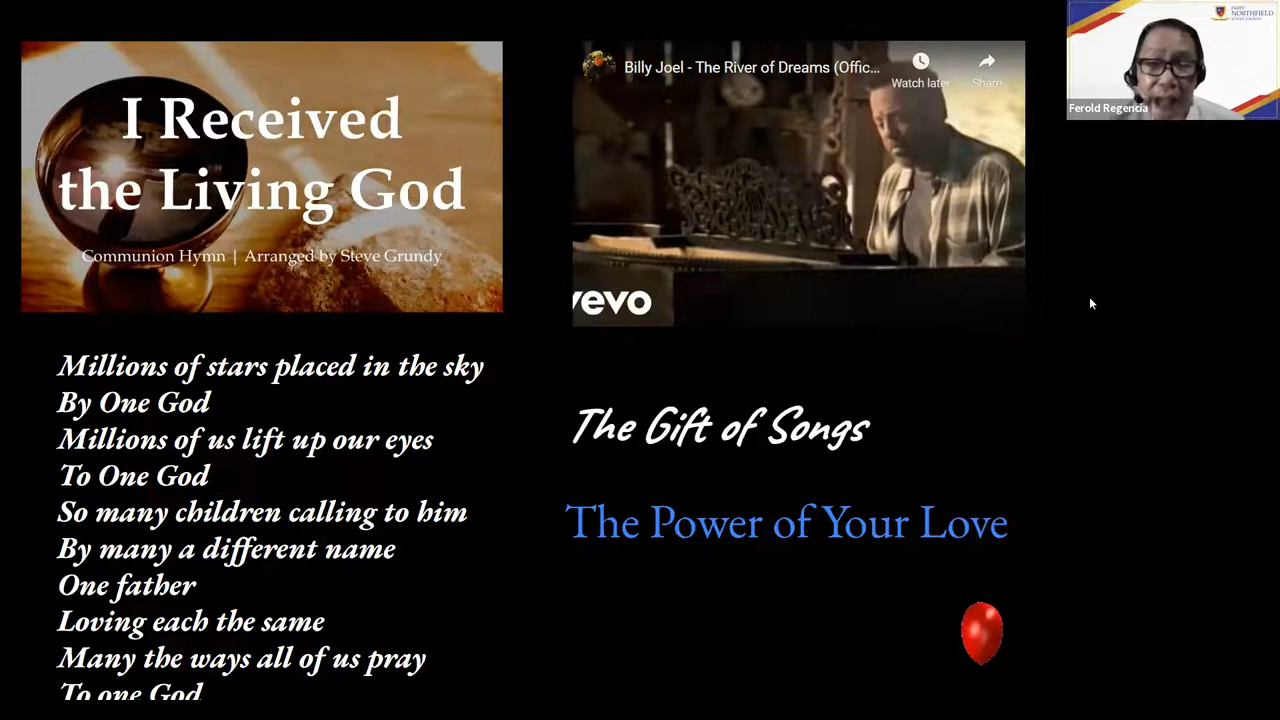 I Received
the Living God
Communion Hymn | Arranged by Steve Grundy
Millions of stars placed in the sky
By One God
Millions of us lift up our eyes
To One God
So many children calling to him
By many a different name
One father
Loving each the same
Many the ways all of us pray
To one God
Billy Joel - The River of Dreams (Offic...
Watch later
Share
vevo
The Gift of Songs
The Power of Your Love
NORTHFIELD
Ferold Regencia